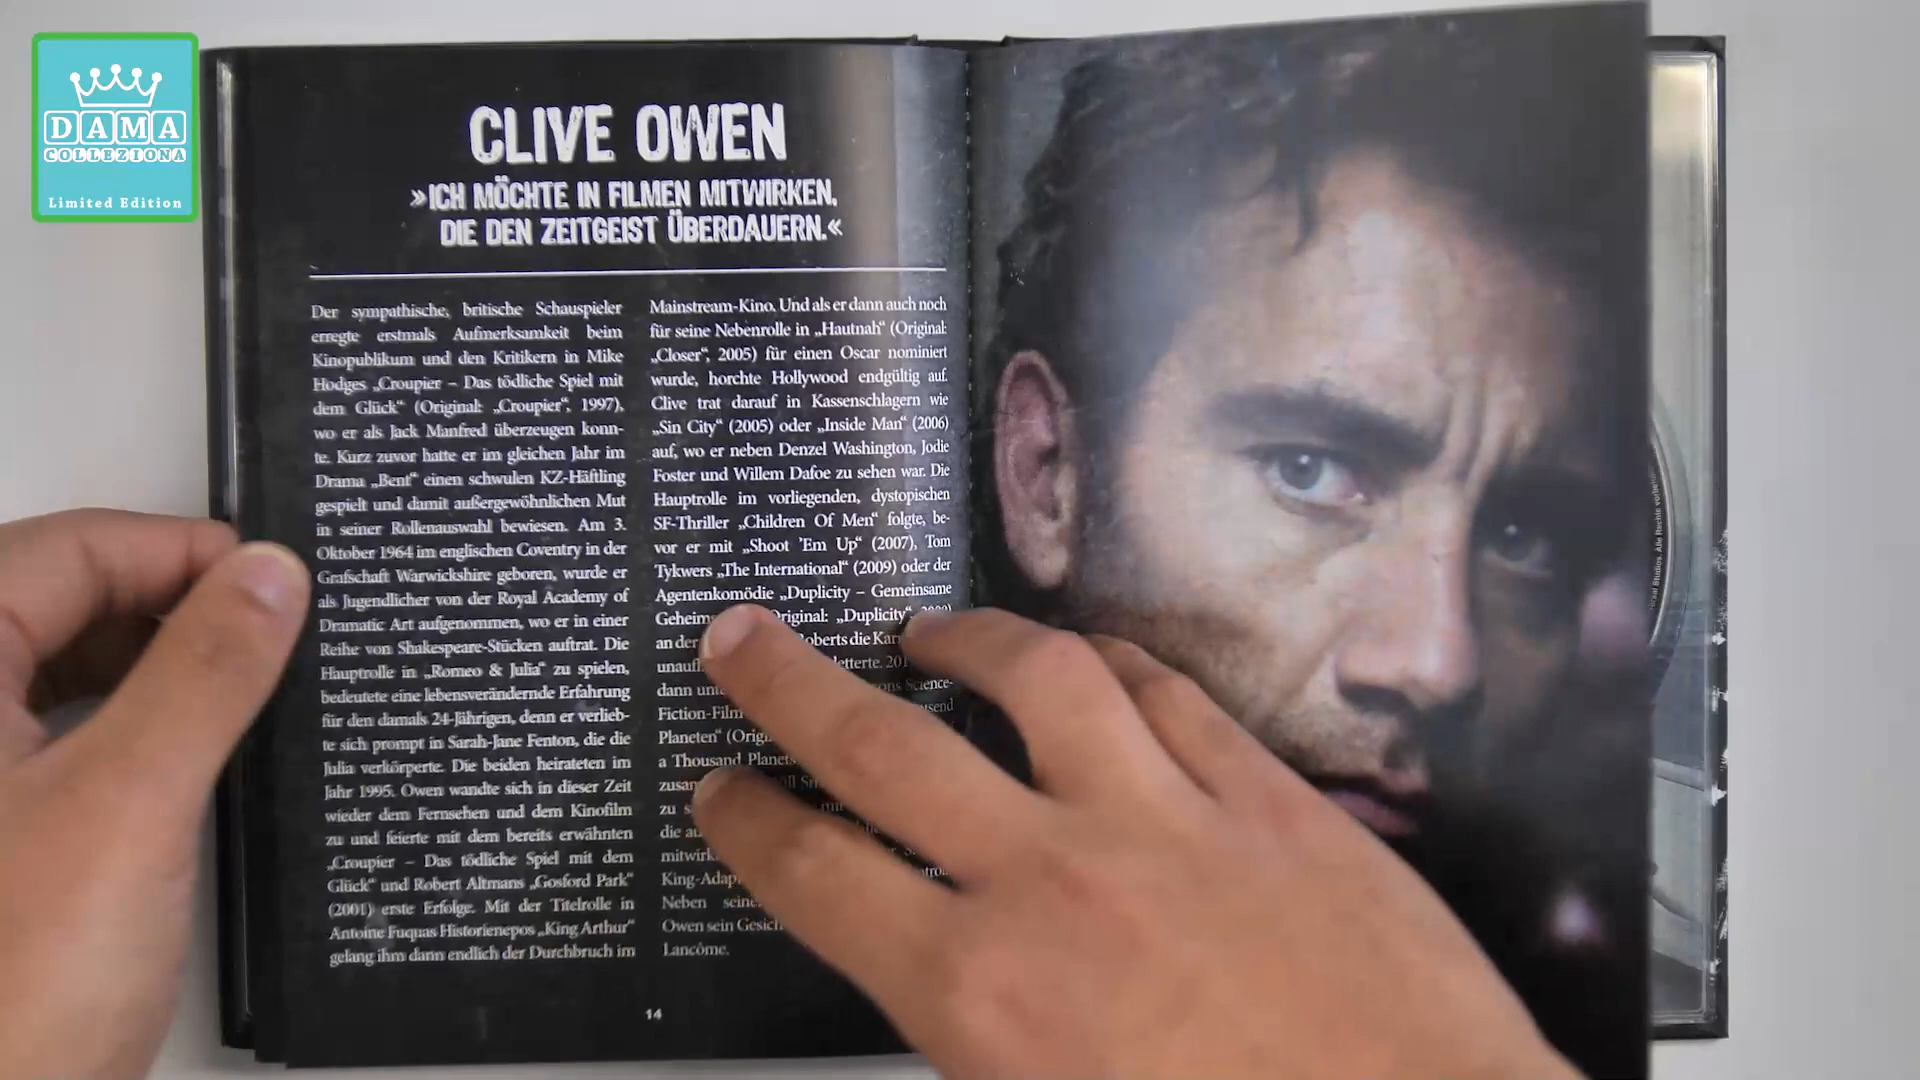 DAMA
COLLEZIONA
Limited Edition
CLIVE OWEN
»ICH MÖCHTE IN FILMEN MITWIRKEN,
DIE DEN ZEITGEIST ÜBERDAUERN.«
Der sympathische, britische Schauspieler
erregte erstmals Aufmerksamkeit beim
Kinopublikum und den Kritikern in Mike
Hodges „Croupier – Das tödliche Spiel mit
dem Glück“ (Original: „Croupier“, 1997),
wo er als Jack Manfred überzeugen konn-
te. Kurz zuvor hatte er im gleichen Jahr im
Drama „Bent“ einen schwulen KZ-Häftling
gespielt und damit außergewöhnlichen Mut
in seiner Rollenauswahl bewiesen. Am 3.
Oktober 1964 im englischen Coventry in der
Grafschaft Warwickshire geboren, wurde er
als Jugendlicher von der Royal Academy of
Dramatic Art aufgenommen, wo er in einer
Reihe von Shakespeare-Stücken auftrat. Die
Hauptrolle in „Romeo & Julia“ zu spielen,
bedeutete eine lebensverändernde Erfahrung
für den damals 24-Jährigen, denn er verlieb-
te sich prompt in Sarah-Jane Fenton, die die
Julia verkörperte. Die beiden heirateten im
Jahr 1995. Owen wandte sich in dieser Zeit
wieder dem Fernsehen und dem Kinofilm
zu und feierte mit dem bereits erwähnten
„Croupier – Das tödliche Spiel mit dem
Glück“ und Robert Altmans „Gosford Park“
(2001) erste Erfolge. Mit der Titelrolle in
Antoine Fuquas Historienepos „King Arthur“
gelang ihm dann endlich der Durchbruch im
Mainstream-Kino. Und als er dann auch noch
für seine Nebenrolle in „Hautnah“ (Original:
„Closer“, 2005) für einen Oscar nominiert
wurde, horchte Hollywood endgültig auf.
Clive trat darauf in Kassenschlagern wie
„Sin City“ (2005) oder „Inside Man“ (2006)
auf, wo er neben Denzel Washington, Jodie
Foster und Willem Dafoe zu sehen war. Die
Hauptrolle im vorliegenden, dystopischen
SF-Thriller „Children Of Men“ folgte, be-
vor er mit „Shoot ’Em Up“ (2007), Tom
Tykwers „The International“ (2009) oder der
Agentenkomödie „Duplicity – Gemeinsame
Original: „Duplicity“
an der Roberts die
dann
Fiction-Film
Planeten“
a Thousand Planets
zu
die
King-Adap
Neben
Owen sein
Lancôme.
14
Alle Rechte